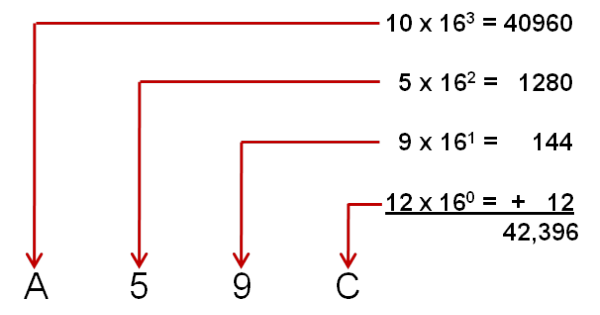 10 x 16³ = 40960
5 x 16² = 1280
9 x 16¹ = 144
12 x 16⁰ = + 12
42,396
A 5 9 C